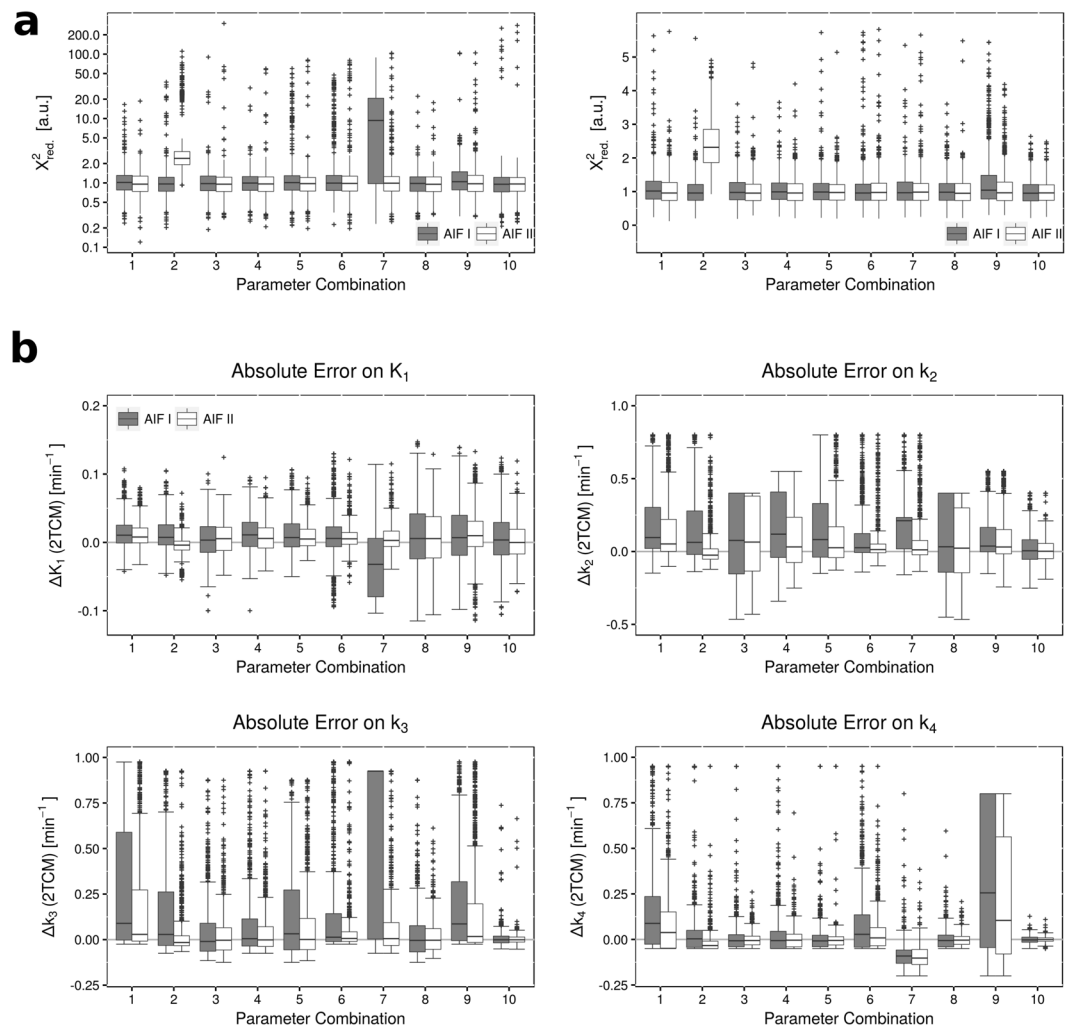 a
200.0
100.0
50.0
20.0
10.0
5.0
2.0
1.0
0.5
0.2
0.1
X²red. [a.u.]
AIF I AIF II
1 2 3 4 5 6 7 8 9 10
Parameter Combination
5
4
3
2
1
0
X²red. [a.u.]
AIF I AIF II
1 2 3 4 5 6 7 8 9 10
Parameter Combination
b
Absolute Error on K₁
0.2
0.1
0.0
-0.1
ΔK₁ (2TCM) [min⁻¹ ]
AIF I AIF II
1 2 3 4 5 6 7 8 9 10
Parameter Combination
Absolute Error on k₂
1.0
0.5
0.0
-0.5
Δk₂ (2TCM) [min⁻¹ ]
1 2 3 4 5 6 7 8 9 10
Parameter Combination
Absolute Error on k₃
1.00
0.75
0.50
0.25
0.00
-0.25
Δk₃ (2TCM) [min⁻¹ ]
1 2 3 4 5 6 7 8 9 10
Parameter Combination
Absolute Error on k₄
1.00
0.75
0.50
0.25
0.00
-0.25
Δk₄ (2TCM) [min⁻¹ ]
1 2 3 4 5 6 7 8 9 10
Parameter Combination